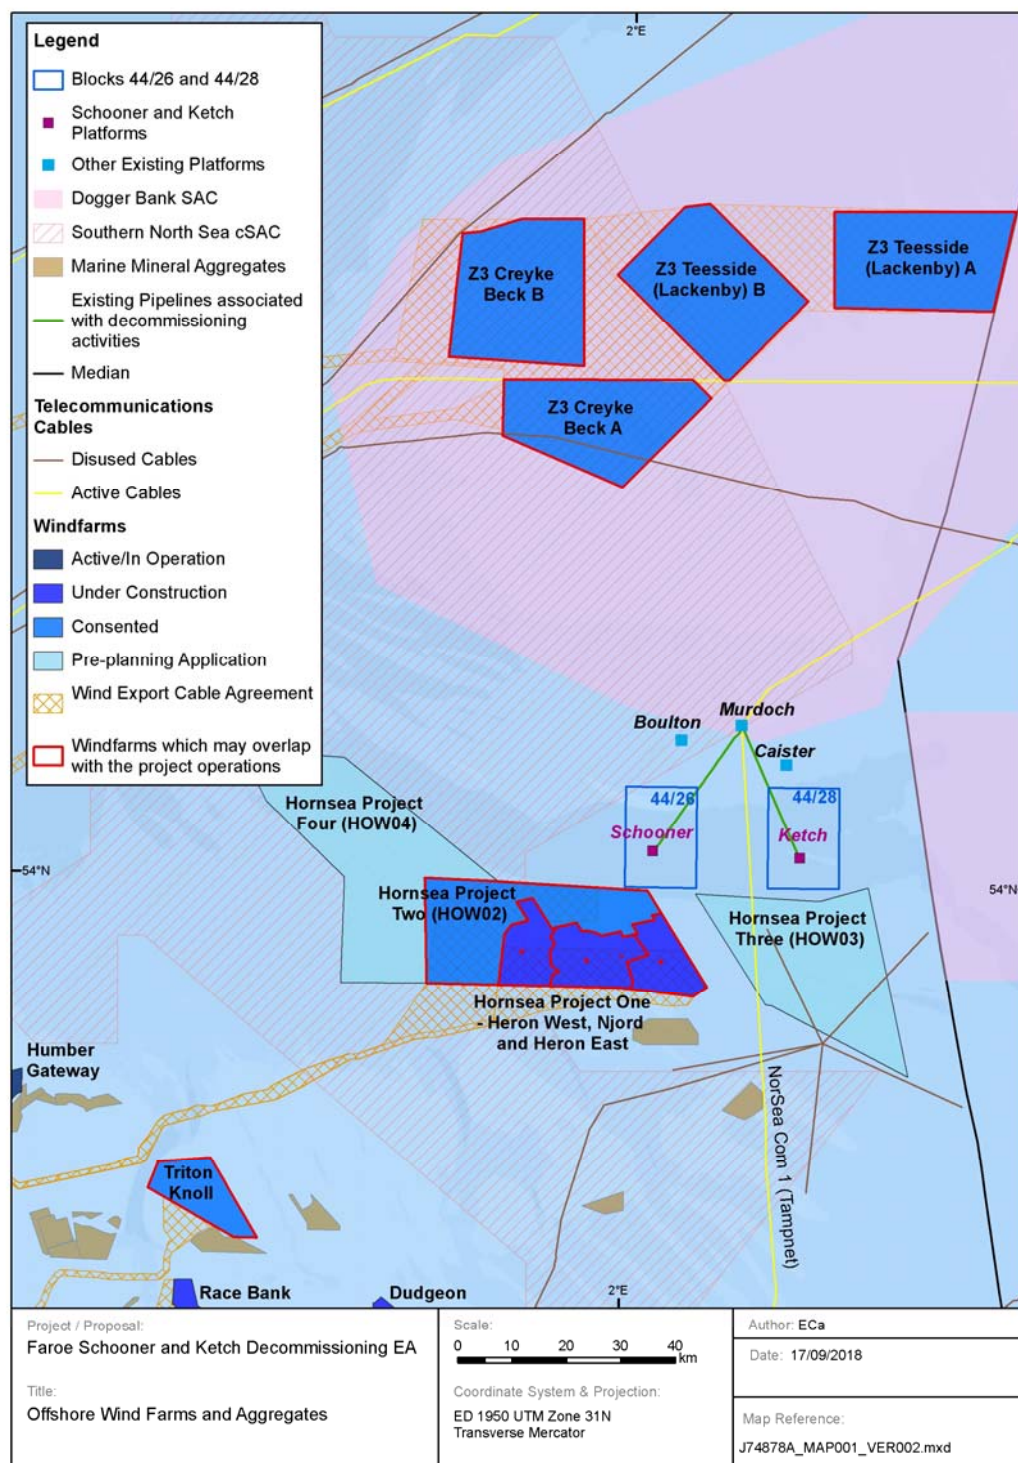 2°E
Legend
Blocks 44/26 and 44/28
Schooner and Ketch
Platforms
Other Existing Platforms
Dogger Bank SAC
Southern North Sea cSAC
Marine Mineral Aggregates
Existing Pipelines associated
with decommissioning
activities
Median
Telecommunications
Cables
Disused Cables
Active Cables
Windfarms
Active/In Operation
Under Construction
Consented
Pre-planning Application
Wind Export Cable Agreement
Windfarms which may overlap
with the project operations
Z3 Creyke
Beck B
Z3 Teesside
(Lackenby) B
Z3 Teesside
(Lackenby) A
Z3 Creyke
Beck A
Boulton
Murdoch
Caister
44/26
44/28
Schooner
Ketch
Hornsea Project
Four (HOW04)
54°N
54°N
Hornsea Project
Two (HOW02)
Hornsea Project
Three (HOW03)
Hornsea Project One
- Heron West, Njord
and Heron East
Humber
Gateway
NorSea Com 1 (Tampnet)
Triton
Knoll
Race Bank
Dudgeon
2°E
Project / Proposal:
Faroe Schooner and Ketch Decommissioning EA
Title:
Offshore Wind Farms and Aggregates
Scale:
0 10 20 30 40
km
Coordinate System & Projection:
ED 1950 UTM Zone 31N
Transverse Mercator
Author: ECa
Date: 17/09/2018
Map Reference:
J74878A_MAP001_VER002.mxd